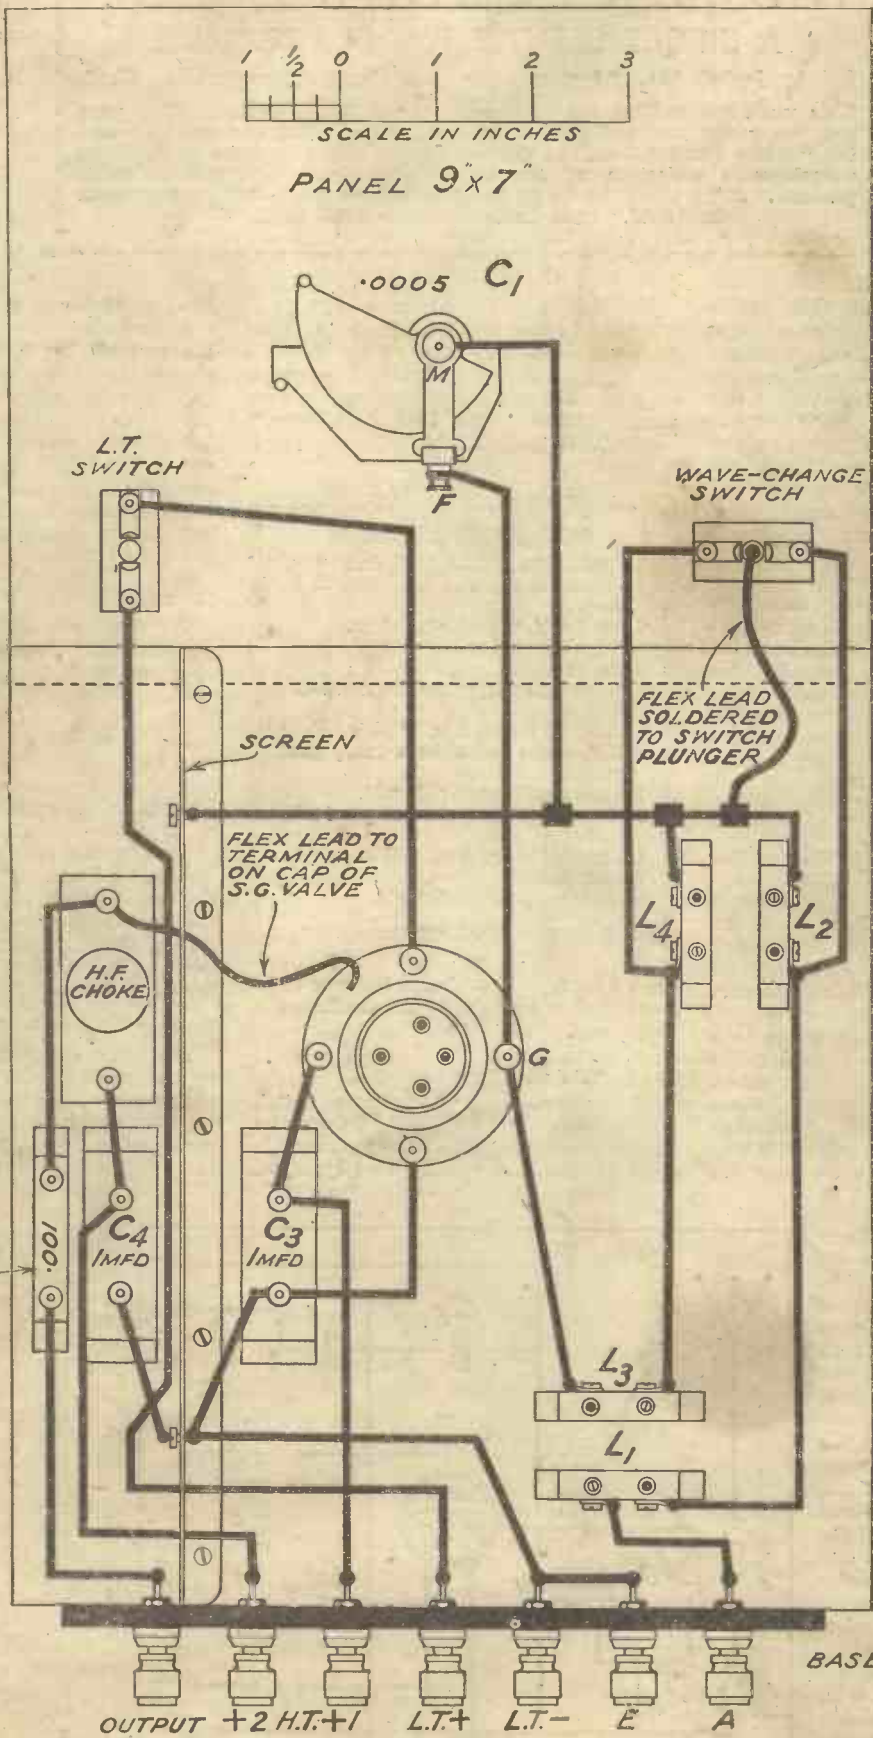 1 ½ 0 1 2 3
SCALE IN INCHES
PANEL 9" x 7"
.0005 C1
M
F
L.T.
SWITCH
WAVE-CHANGE
SWITCH
FLEX LEAD
SOLDERED
TO SWITCH
PLUNGER
SCREEN
FLEX LEAD TO
TERMINAL
ON CAP OF
S.G. VALVE
L4
L2
H.F.
CHOKE
G
.001
C4
1MFD
C3
1MFD
L3
L1
BASE
OUTPUT +2 H.T.+1 L.T.+ L.T.- E A